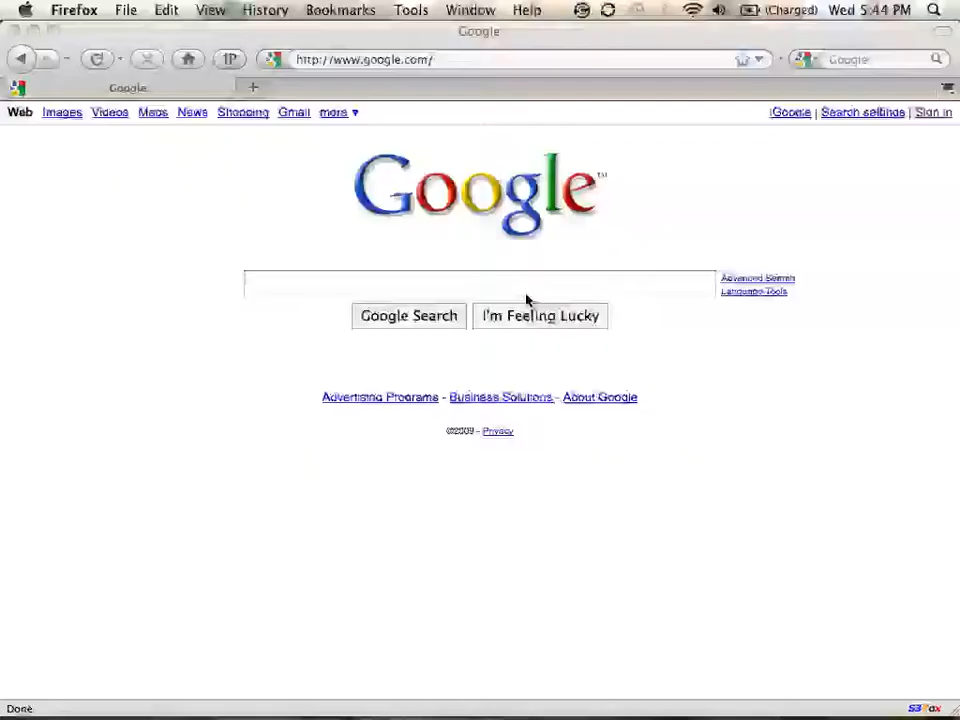 Firefox File Edit View History Bookmarks Tools Window Help (Charged) Wed 5:44 PM
Google
1P http://www.google.com/ Google
Google
Web Images Videos Maps News Shopping Gmail more ▼ iGoogle | Search settings | Sign in
Google™
Advanced Search
Language Tools
Google Search I'm Feeling Lucky
Advertising Programs - Business Solutions - About Google
©2009 - Privacy
Done